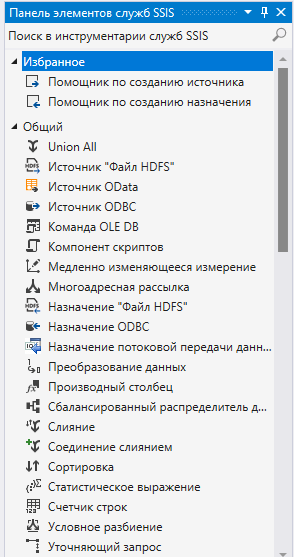 Панель элементов служб SSIS
Поиск в инструментарии служб SSIS
Избранное
Помощник по созданию источника
Помощник по созданию назначения
Общий
Union All
Источник "Файл HDFS"
Источник OData
Источник ODBC
Команда OLE DB
Компонент скриптов
Медленно изменяющееся измерение
Многоадресная рассылка
Назначение "Файл HDFS"
Назначение ODBC
Назначение потоковой передачи данн...
Преобразование данных
Производный столбец
Сбалансированный распределитель д...
Слияние
Соединение слиянием
Сортировка
Статистическое выражение
Счетчик строк
Условное разбиение
Уточняющий запрос